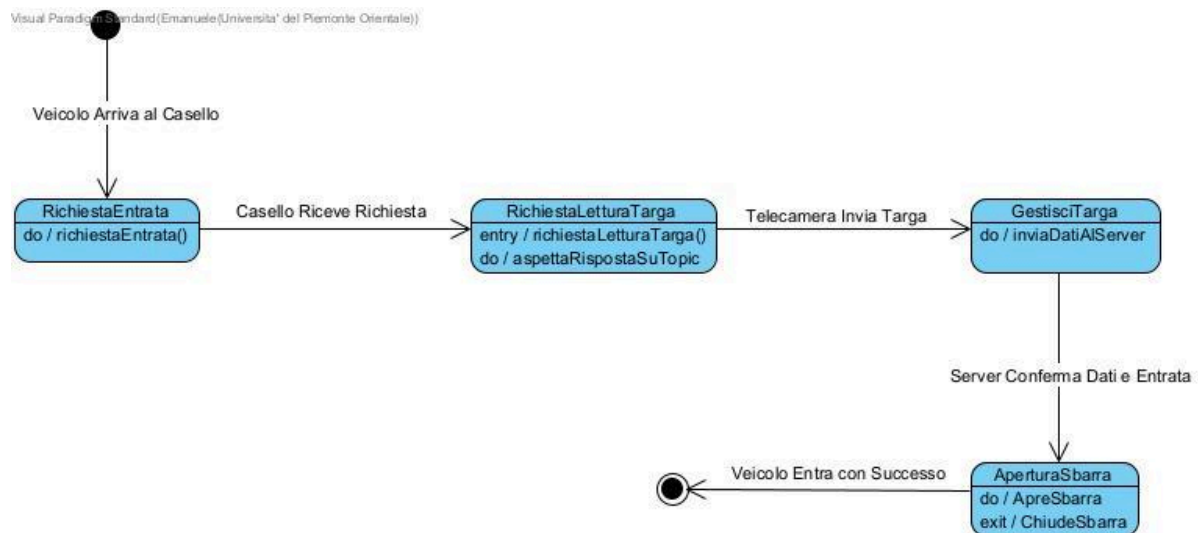 Visual Paradigm Standard(Emanuele(Universita' del Piemonte Orientale))
Veicolo Arriva al Casello
RichiestaEntrata
do / richiestaEntrata()
Casello Riceve Richiesta
RichiestaLetturaTarga
entry / richiestaLetturaTarga()
do / aspettaRispostaSuTopic
Telecamera Invia Targa
GestisciTarga
do / inviaDatiAlServer
Server Conferma Dati e Entrata
AperturaSbarra
do / ApreSbarra
exit / ChiudeSbarra
Veicolo Entra con Successo